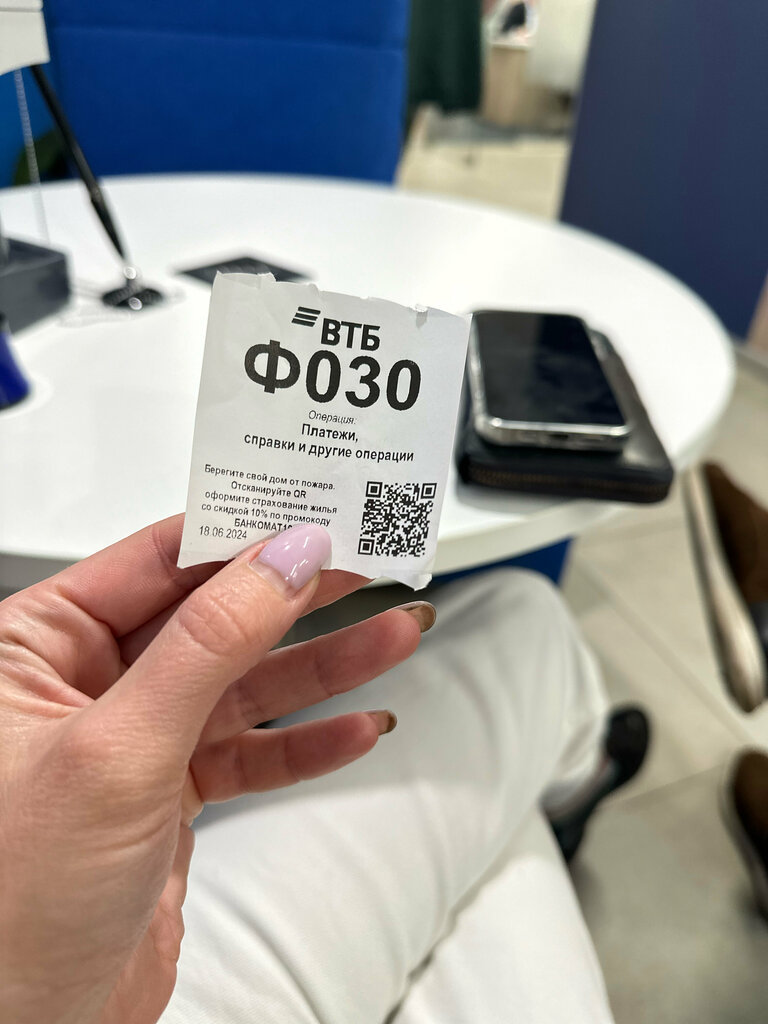 ВТБ
Ф030
Операция:
Платежи,
справки и другие операции
Берегите свой дом от пожара.
Отсканируйте QR
оформите страхование жилья
со скидкой 10% по промокоду
18.06.2024